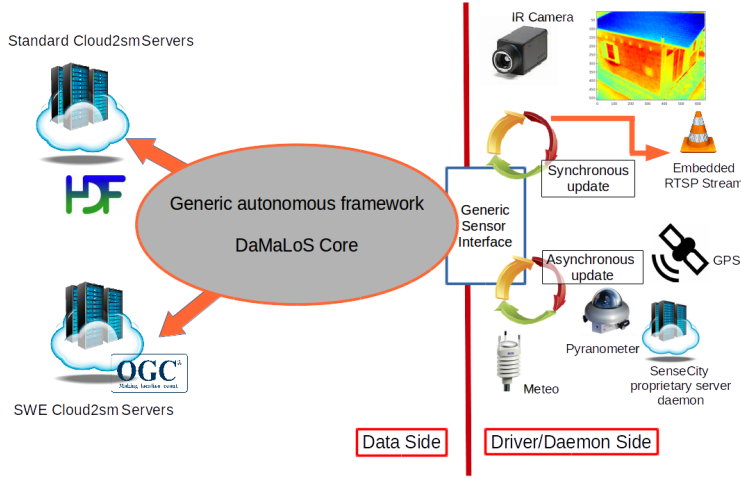 Standard Cloud2sm Servers
HDF
Generic autonomous framework
DaMaLoS Core
OGC
Making location count.
SWE Cloud2sm Servers
Data Side
IR Camera
Synchronous
update
Embedded
RTSP Stream
Generic
Sensor
Interface
Asynchronous
update
GPS
Pyranometer
Meteo
SenseCity
proprietary server
daemon
Driver/Daemon Side